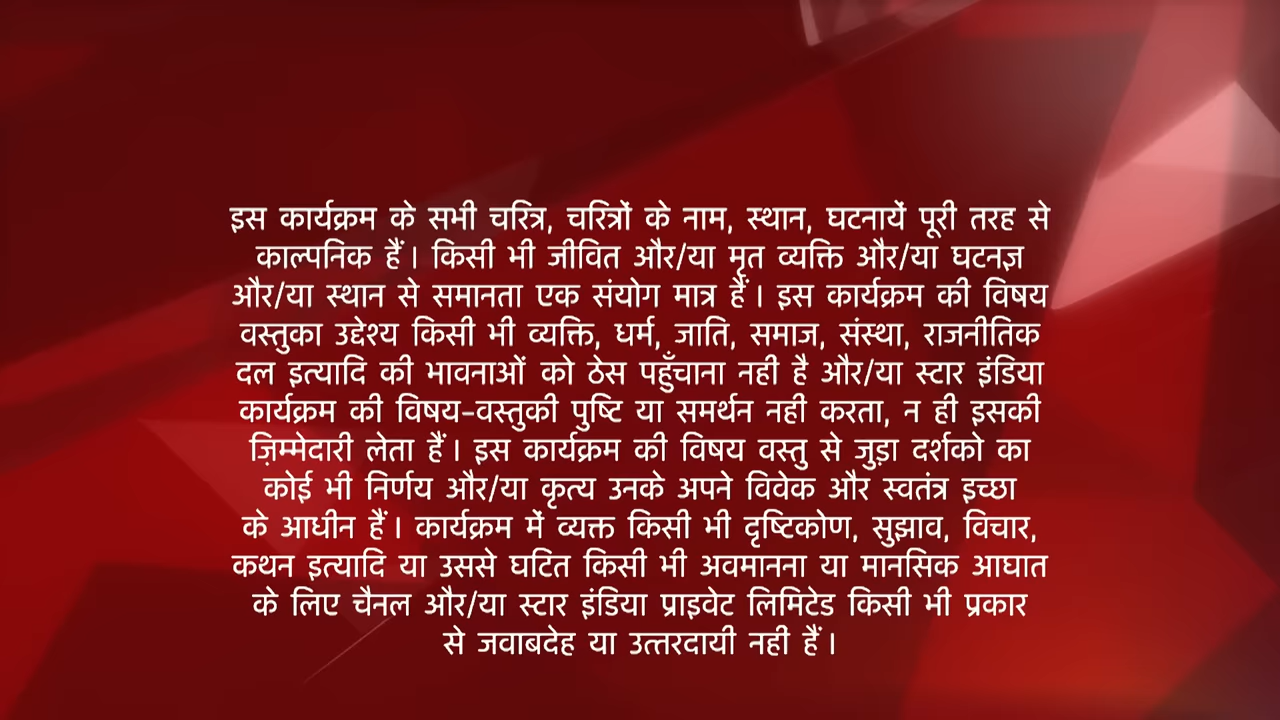 इस कार्यक्रम के सभी चरित्र, चरित्रों के नाम, स्थान, घटनायें पूरी तरह से
काल्पनिक हैं। किसी भी जीवित और/या मृत व्यक्ति और/या घटनज्ञ
और/या स्थान से समानता एक संयोग मात्र हैं। इस कार्यक्रम की विषय
वस्तुका उद्देश्य किसी भी व्यक्ति, धर्म, जाति, समाज, संस्था, राजनीतिक
दल इत्यादि की भावनाओं को ठेस पहुँचाना नही है और/या स्टार इंडिया
कार्यक्रम की विषय-वस्तुकी पुष्टि या समर्थन नही करता, न ही इसकी
ज़िम्मेदारी लेता हैं। इस कार्यक्रम की विषय वस्तु से जुड़ा दर्शको का
कोई भी निर्णय और/या कृत्य उनके अपने विवेक और स्वतंत्र इच्छा
के आधीन हैं। कार्यक्रम में व्यक्त किसी भी दृष्टिकोण, सुझाव, विचार,
कथन इत्यादि या उससे घटित किसी भी अवमानना या मानसिक आघात
के लिए चैनल और/या स्टार इंडिया प्राइवेट लिमिटेड किसी भी प्रकार
से जवाबदेह या उत्तरदायी नही हैं।